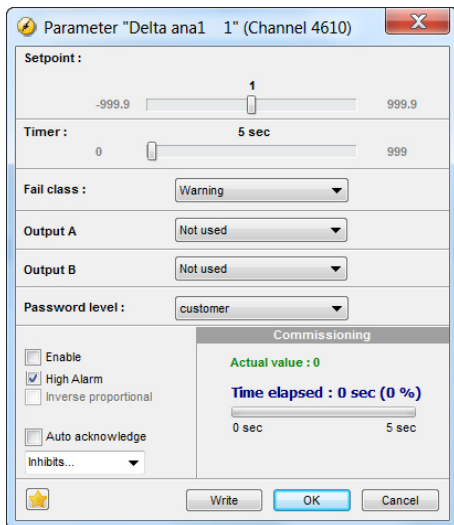 Parameter "Delta ana1    1" (Channel 4610)
Setpoint :
1
-999.9 999.9
Timer : 5 sec
0 999
Fail class : Warning
Output A Not used
Output B Not used
Password level : customer
Commissioning
Enable
High Alarm
Inverse proportional
Auto acknowledge
Inhibits...
Actual value : 0
Time elapsed : 0 sec (0 %)
0 sec 5 sec
Write OK Cancel